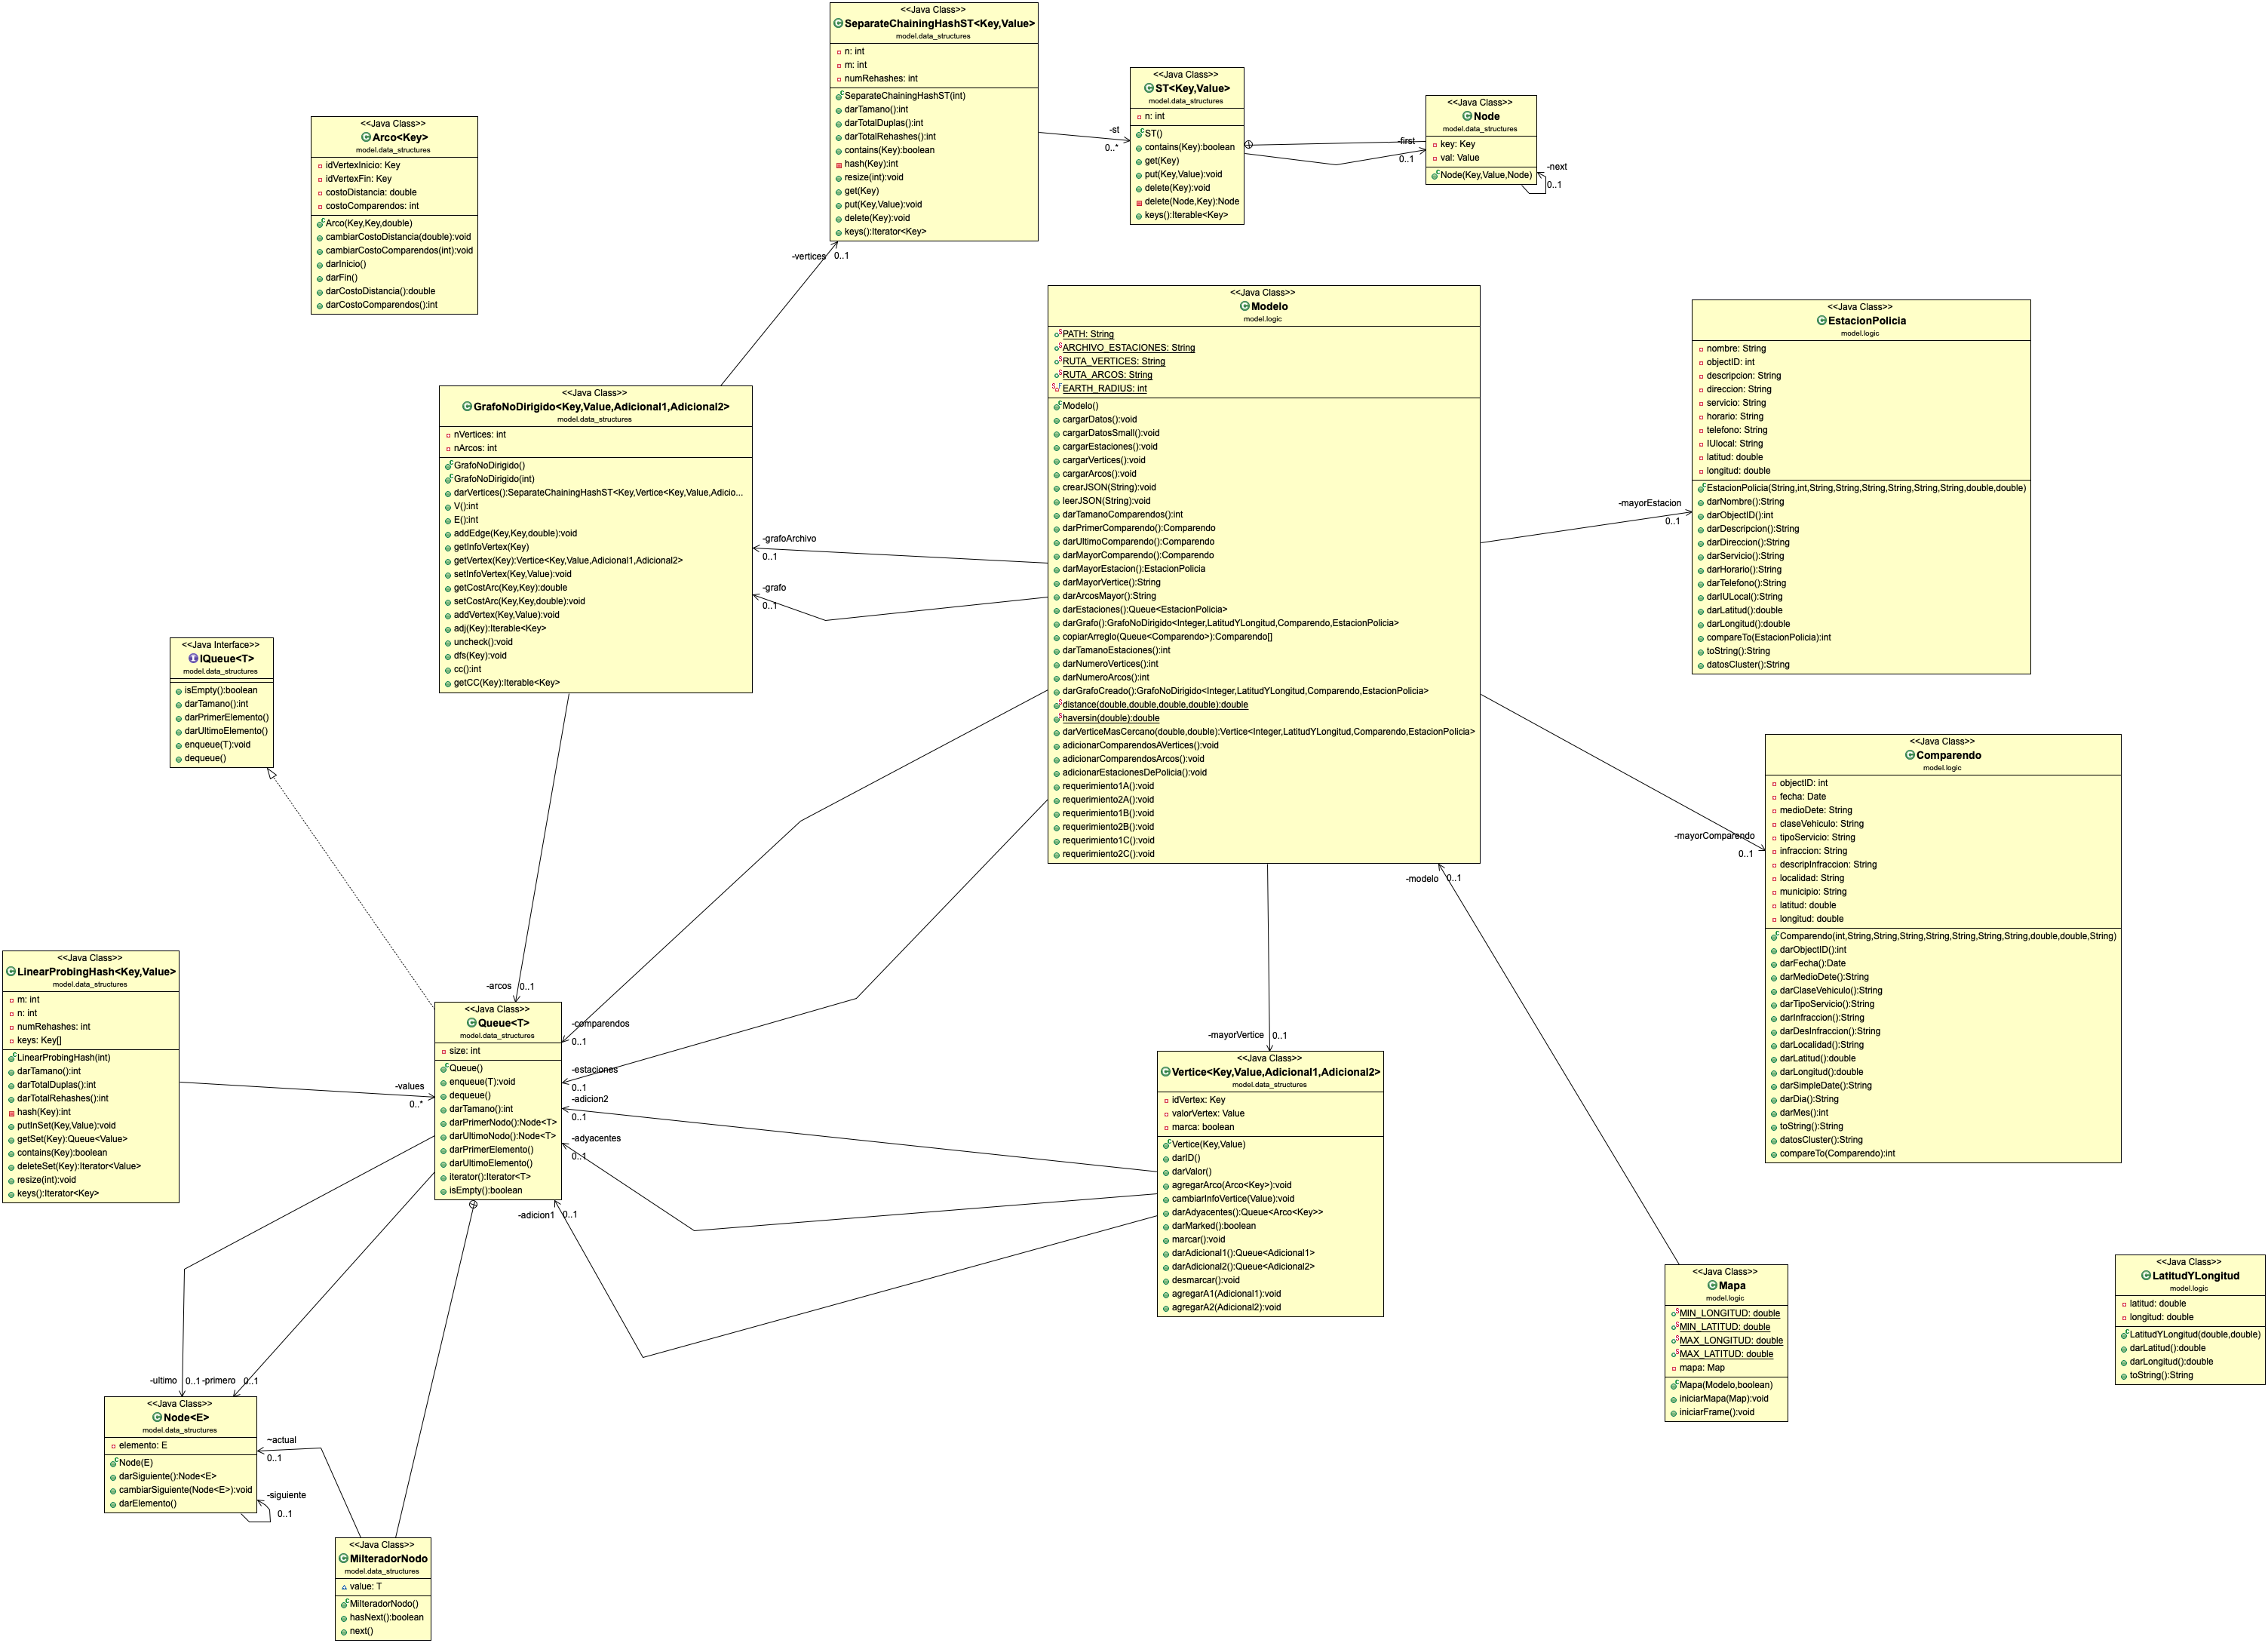 <<Java Class>>
SeparateChainingHashST<Key,Value>
model.data_structures
n: int
m: int
numRehashes: int
SeparateChainingHashST(int)
darTamano():int
darTotalDuplas():int
darTotalRehashes():int
contains(Key):boolean
hash(Key):int
resize(int):void
get(Key)
put(Key,Value):void
delete(Key):void
keys():Iterator<Key>
-st
0..*
<<Java Class>>
ST<Key,Value>
model.data_structures
n: int
ST()
contains(Key):boolean
get(Key)
put(Key,Value):void
delete(Key):void
delete(Node,Key):Node
keys():Iterable<Key>
-first
0..1
<<Java Class>>
Node
model.data_structures
key: Key
val: Value
Node(Key,Value,Node)
-next
0..1
<<Java Class>>
Arco<Key>
model.data_structures
idVertexInicio: Key
idVertexFin: Key
costoDistancia: double
costoComparendos: int
Arco(Key,Key,double)
cambiarCostoDistancia(double):void
cambiarCostoComparendos(int):void
darInicio()
darFin()
darCostoDistancia():double
darCostoComparendos():int
-vertices
0..1
<<Java Class>>
GrafoNoDirigido<Key,Value,Adicional1,Adicional2>
model.data_structures
nVertices: int
nArcos: int
GrafoNoDirigido()
GrafoNoDirigido(int)
darVertices():SeparateChainingHashST<Key,Vertice<Key,Value,Adicio...
V():int
E():int
addEdge(Key,Key,double):void
getInfoVertex(Key)
getVertex(Key):Vertice<Key,Value,Adicional1,Adicional2>
setInfoVertex(Key,Value):void
getCostArc(Key,Key):double
setCostArc(Key,Key,double):void
addVertex(Key,Value):void
adj(Key):Iterable<Key>
uncheck():void
dfs(Key):void
cc():int
getCC(Key):Iterable<Key>
-grafoArchivo
0..1
-grafo
0..1
<<Java Class>>
Modelo
model.logic
PATH: String
ARCHIVO_ESTACIONES: String
RUTA_VERTICES: String
RUTA_ARCOS: String
EARTH_RADIUS: int
Modelo()
cargarDatos():void
cargarDatosSmall():void
cargarEstaciones():void
cargarVertices():void
cargarArcos():void
crearJSON(String):void
leerJSON(String):void
darTamanoComparendos():int
darPrimerComparendo():Comparendo
darUltimoComparendo():Comparendo
darMayorComparendo():Comparendo
darMayorEstacion():EstacionPolicia
darMayorVertice():String
darArcosMayor():String
darEstaciones():Queue<EstacionPolicia>
darGrafo():GrafoNoDirigido<Integer,LatitudYLongitud,Comparendo,EstacionPolicia>
copiarArreglo(Queue<Comparendo>):Comparendo[]
darTamanoEstaciones():int
darNumeroVertices():int
darNumeroArcos():int
darGrafoCreado():GrafoNoDirigido<Integer,LatitudYLongitud,Comparendo,EstacionPolicia>
distance(double,double,double,double):double
haversin(double):double
darVerticeMasCercano(double,double):Vertice<Integer,LatitudYLongitud,Comparendo,EstacionPolicia>
adicionarComparendosAVertices():void
adicionarComparendosArcos():void
adicionarEstacionesDePolicia():void
requerimiento1A():void
requerimiento2A():void
requerimiento1B():void
requerimiento2B():void
requerimiento1C():void
requerimiento2C():void
-mayorEstacion
0..1
<<Java Class>>
EstacionPolicia
model.logic
nombre: String
objectID: int
descripcion: String
direccion: String
servicio: String
horario: String
telefono: String
IUlocal: String
latitud: double
longitud: double
EstacionPolicia(String,int,String,String,String,String,String,String,double,double)
darNombre():String
darObjectID():int
darDescripcion():String
darDireccion():String
darServicio():String
darHorario():String
darTelefono():String
darIULocal():String
darLatitud():double
darLongitud():double
compareTo(EstacionPolicia):int
toString():String
datosCluster():String
<<Java Interface>>
IQueue<T>
model.data_structures
isEmpty():boolean
darTamano():int
darPrimerElemento()
darUltimoElemento()
enqueue(T):void
dequeue()
-mayorComparendo
0..1
<<Java Class>>
Comparendo
model.logic
objectID: int
fecha: Date
medioDete: String
claseVehiculo: String
tipoServicio: String
infraccion: String
descripInfraccion: String
localidad: String
municipio: String
latitud: double
longitud: double
Comparendo(int,String,String,String,String,String,String,String,double,double,String)
darObjectID():int
darFecha():Date
darMedioDete():String
darClaseVehiculo():String
darTipoServicio():String
darInfraccion():String
darDesInfraccion():String
darLocalidad():String
darLatitud():double
darLongitud():double
darSimpleDate():String
darDia():String
darMes():int
toString():String
datosCluster():String
compareTo(Comparendo):int
-modelo
0..1
<<Java Class>>
LinearProbingHash<Key,Value>
model.data_structures
m: int
n: int
numRehashes: int
keys: Key[]
LinearProbingHash(int)
darTamano():int
darTotalDuplas():int
darTotalRehashes():int
hash(Key):int
putInSet(Key,Value):void
getSet(Key):Queue<Value>
contains(Key):boolean
deleteSet(Key):Iterator<Value>
resize(int):void
keys():Iterator<Key>
-values
0..*
-arcos
0..1
<<Java Class>>
Queue<T>
model.data_structures
size: int
Queue()
enqueue(T):void
dequeue()
darTamano():int
darPrimerNodo():Node<T>
darUltimoNodo():Node<T>
darPrimerElemento()
darUltimoElemento()
iterator():Iterator<T>
isEmpty():boolean
-comparendos
0..1
-estaciones
0..1
-adicion2
0..1
-adyacentes
0..1
-adicion1
0..1
-mayorVertice
0..1
<<Java Class>>
Vertice<Key,Value,Adicional1,Adicional2>
model.data_structures
idVertex: Key
valorVertex: Value
marca: boolean
Vertice(Key,Value)
darID()
darValor()
agregarArco(Arco<Key>):void
cambiarInfoVertice(Value):void
darAdyacentes():Queue<Arco<Key>>
darMarked():boolean
marcar():void
darAdicional1():Queue<Adicional1>
darAdicional2():Queue<Adicional2>
desmarcar():void
agregarA1(Adicional1):void
agregarA2(Adicional2):void
<<Java Class>>
Mapa
model.logic
MIN_LONGITUD: double
MIN_LATITUD: double
MAX_LONGITUD: double
MAX_LATITUD: double
mapa: Map
Mapa(Modelo,boolean)
iniciarMapa(Map):void
iniciarFrame():void
<<Java Class>>
LatitudYLongitud
model.logic
latitud: double
longitud: double
LatitudYLongitud(double,double)
darLatitud():double
darLongitud():double
toString():String
-ultimo
0..1
-primero
0..1
<<Java Class>>
Node<E>
model.data_structures
elemento: E
Node(E)
darSiguiente():Node<E>
cambiarSiguiente(Node<E>):void
darElemento()
~actual
0..1
-siguiente
0..1
<<Java Class>>
MiIteradorNodo
model.data_structures
value: T
MiIteradorNodo()
hasNext():boolean
next()